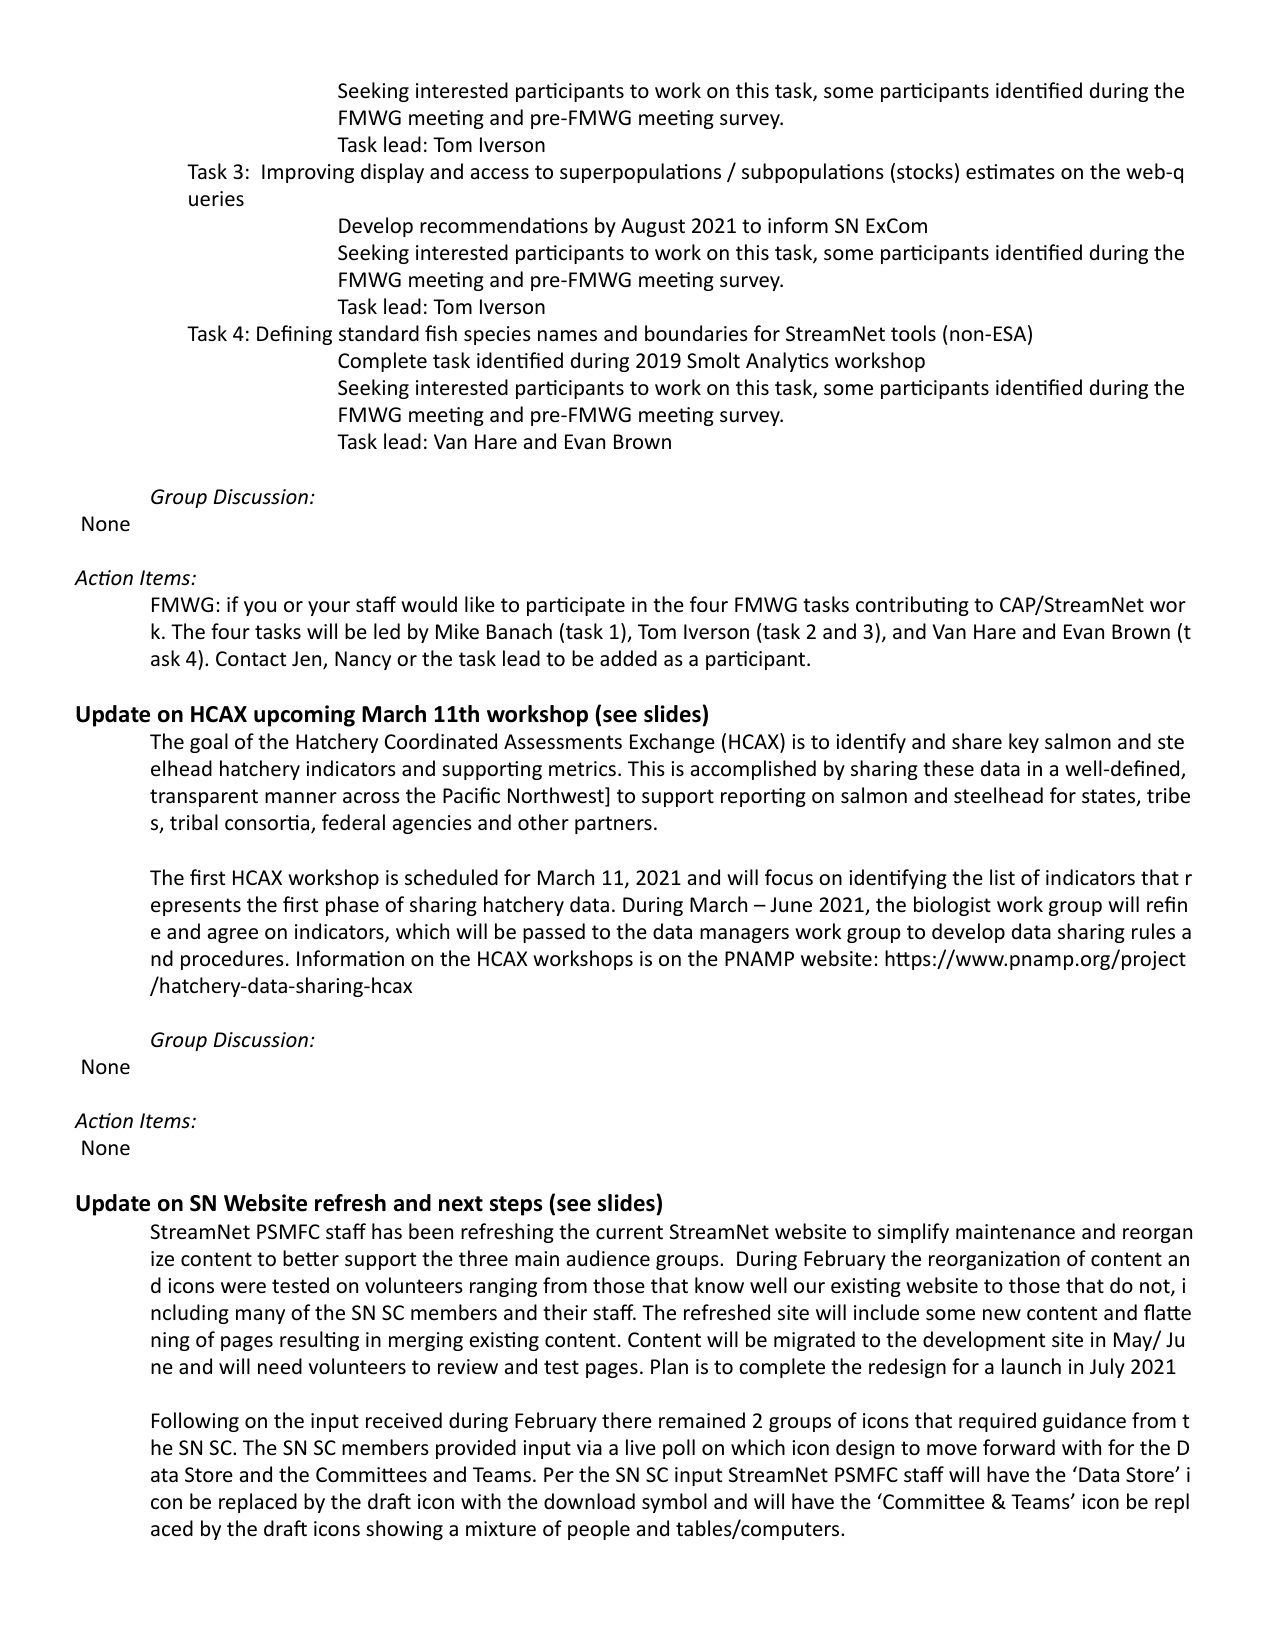 Seeking interested participants to work on this task, some participants identified during the
FMWG meeting and pre-FMWG meeting survey.
Task lead: Tom Iverson
Task 3:  Improving display and access to superpopulations / subpopulations (stocks) estimates on the web-q
ueries
Develop recommendations by August 2021 to inform SN ExCom
Seeking interested participants to work on this task, some participants identified during the
FMWG meeting and pre-FMWG meeting survey.
Task lead: Tom Iverson
Task 4: Defining standard fish species names and boundaries for StreamNet tools (non-ESA)
Complete task identified during 2019 Smolt Analytics workshop
Seeking interested participants to work on this task, some participants identified during the
FMWG meeting and pre-FMWG meeting survey.
Task lead: Van Hare and Evan Brown
Group Discussion:
None
Action Items:
FMWG: if you or your staff would like to participate in the four FMWG tasks contributing to CAP/StreamNet wor
k. The four tasks will be led by Mike Banach (task 1), Tom Iverson (task 2 and 3), and Van Hare and Evan Brown (t
ask 4). Contact Jen, Nancy or the task lead to be added as a participant.
Update on HCAX upcoming March 11th workshop (see slides)
The goal of the Hatchery Coordinated Assessments Exchange (HCAX) is to identify and share key salmon and ste
elhead hatchery indicators and supporting metrics. This is accomplished by sharing these data in a well-defined,
transparent manner across the Pacific Northwest] to support reporting on salmon and steelhead for states, tribe
s, tribal consortia, federal agencies and other partners.
The first HCAX workshop is scheduled for March 11, 2021 and will focus on identifying the list of indicators that r
epresents the first phase of sharing hatchery data. During March – June 2021, the biologist work group will refin
e and agree on indicators, which will be passed to the data managers work group to develop data sharing rules a
nd procedures. Information on the HCAX workshops is on the PNAMP website: https://www.pnamp.org/project
/hatchery-data-sharing-hcax
Group Discussion:
None
Action Items:
None
Update on SN Website refresh and next steps (see slides)
StreamNet PSMFC staff has been refreshing the current StreamNet website to simplify maintenance and reorgan
ize content to better support the three main audience groups.  During February the reorganization of content an
d icons were tested on volunteers ranging from those that know well our existing website to those that do not, i
ncluding many of the SN SC members and their staff. The refreshed site will include some new content and flatte
ning of pages resulting in merging existing content. Content will be migrated to the development site in May/ Ju
ne and will need volunteers to review and test pages. Plan is to complete the redesign for a launch in July 2021
Following on the input received during February there remained 2 groups of icons that required guidance from t
he SN SC. The SN SC members provided input via a live poll on which icon design to move forward with for the D
ata Store and the Committees and Teams. Per the SN SC input StreamNet PSMFC staff will have the ‘Data Store’ i
con be replaced by the draft icon with the download symbol and will have the ‘Committee & Teams’ icon be repl
aced by the draft icons showing a mixture of people and tables/computers.